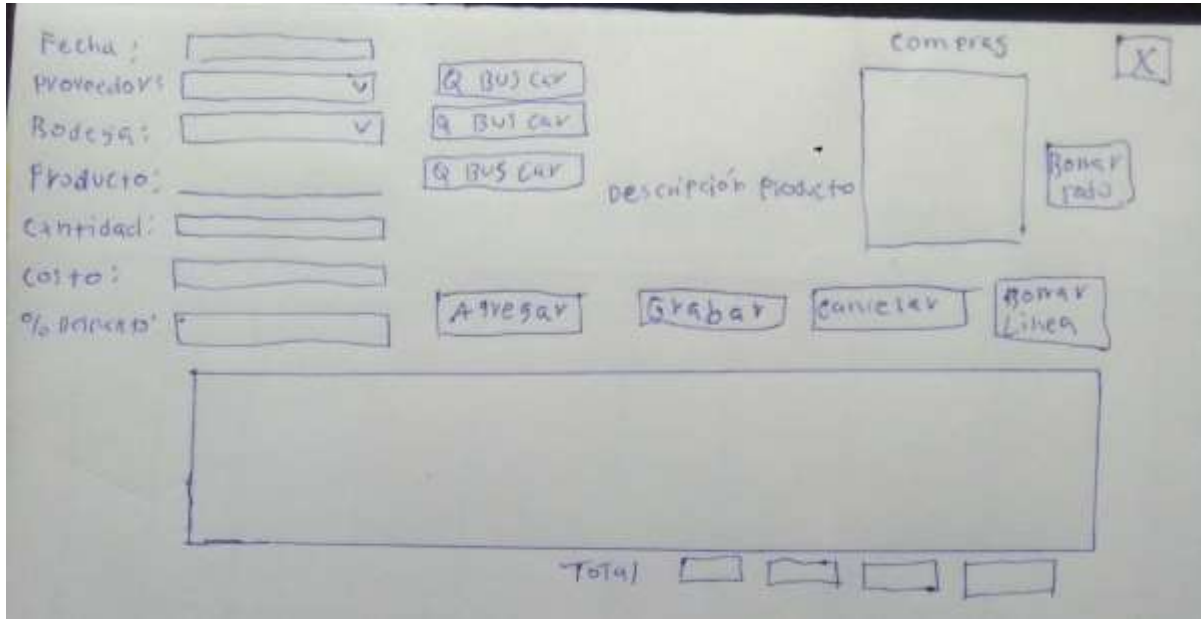 Fecha:
compras
X
Proveedor:
Q BUSCar
Bodega:
Q BUSCar
Producto:
Q BUSCar
Descripción Producto
Borrar
todo
Cantidad:
Costo:
Agregar
Grabar
Cancelar
Borrar
Linea
%
Total